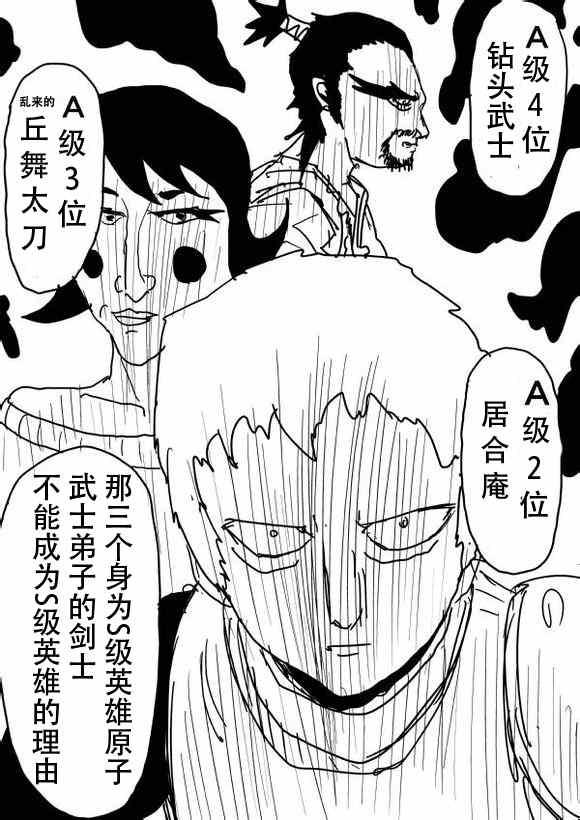 A级4位
钻头武士
A级3位
乱来的
丘舞太刀
A级2位
居合庵
那三个身为S级英雄原子
武士弟子的剑士
不能成为S级英雄的理由